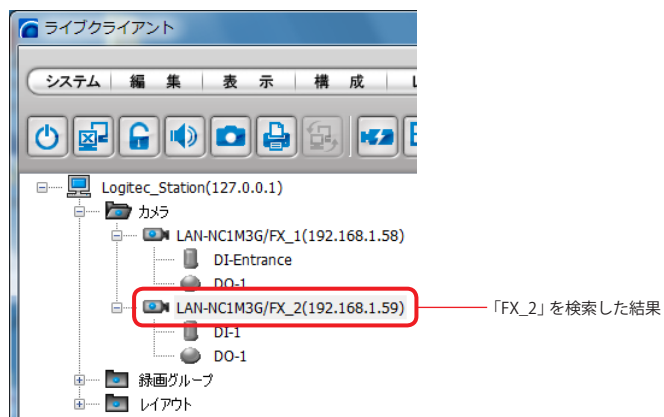 ライブクライアント
システム 編 集 表 示 構 成
Logitec_Station(127.0.0.1)
カメラ
LAN-NC1M3G/FX_1(192.168.1.58)
DI-Entrance
DO-1
LAN-NC1M3G/FX_2(192.168.1.59)
「FX_2」を検索した結果
DI-1
DO-1
録画グループ
レイアウト